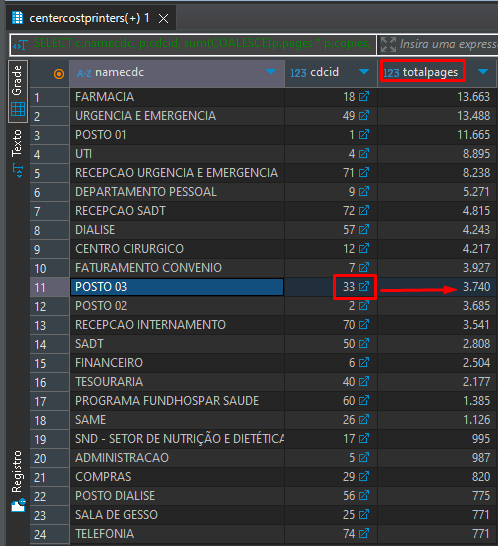 centercostprinters(+) 1
SELECT c.namecdc, p.cdcid, sum(COALESCE(p.pages * p.copies,
Insira uma express
Grade
Texto
Registro
namecdc 123 cdcid 123 totalpages
1 FARMACIA 18 13.663
2 URGENCIA E EMERGENCIA 49 13.488
3 POSTO 01 1 11.665
4 UTI 4 8.895
5 RECEPCAO URGENCIA E EMERGENCIA 71 8.238
6 DEPARTAMENTO PESSOAL 9 5.271
7 RECEPCAO SADT 72 4.815
8 DIALISE 57 4.243
9 CENTRO CIRURGICO 12 4.217
10 FATURAMENTO CONVENIO 7 3.927
11 POSTO 03 33 3.740
12 POSTO 02 2 3.685
13 RECEPCAO INTERNAMENTO 70 3.541
14 SADT 50 2.808
15 FINANCEIRO 6 2.504
16 TESOURARIA 40 2.177
17 PROGRAMA FUNDHOSPAR SAUDE 60 1.385
18 SAME 26 1.126
19 SND - SETOR DE NUTRIÇÃO E DIETÉTICA 17 995
20 ADMINISTRACAO 5 987
21 COMPRAS 29 820
22 POSTO DIALISE 56 775
23 SALA DE GESSO 25 771
24 TELEFONIA 74 771